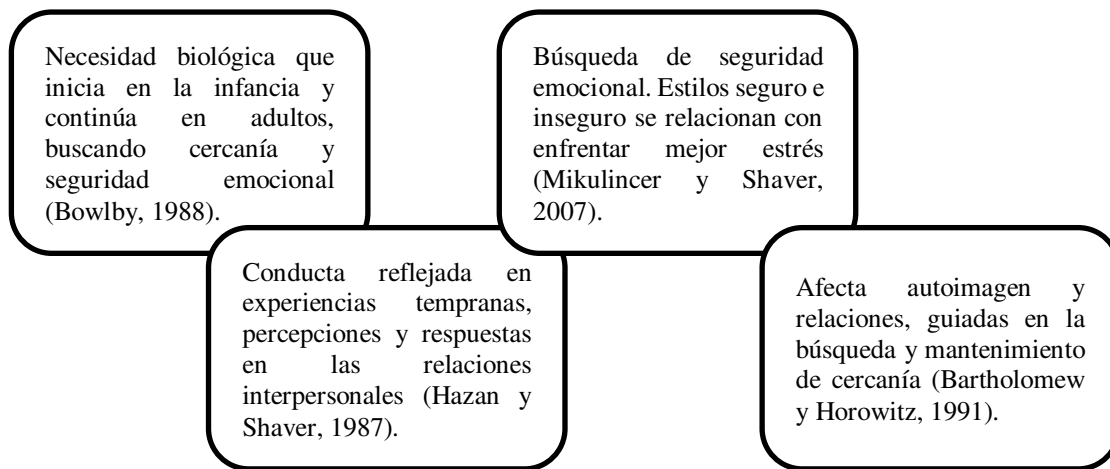 Necesidad biológica que
inicia en la infancia y
continúa en adultos,
buscando cercanía y
seguridad emocional
(Bowlby, 1988).
Conducta reflejada en
experiencias tempranas,
percepciones y respuestas
en las relaciones
interpersonales (Hazan y
Shaver, 1987).
Búsqueda de seguridad
emocional. Estilos seguro e
inseguro se relacionan con
enfrentar mejor estrés
(Mikulincer y Shaver,
2007).
Afecta autoimagen y
relaciones, guiadas en la
búsqueda y mantenimiento
de cercanía (Bartholomew
y Horowitz, 1991).